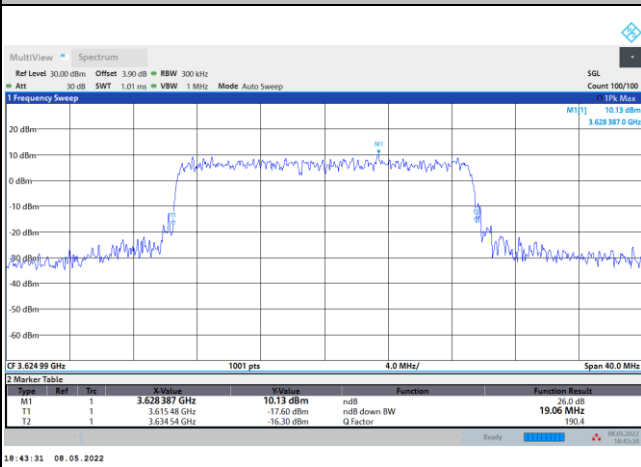 MultiView Spectrum
Ref Level 30.00 dBm Offset 3.90 dB RBW 300 kHz SGL
Att 30 dB SWT 1.01 ms VBW 1 MHz Mode Auto Sweep Count 100/100
1 Frequency Sweep 1Pk Max
M1[1] 10.13 dBm
3.628 387 0 GHz
20 dBm
M1
10 dBm
0 dBm
-10 dBm
T1
-20 dBm
-30 dBm
-40 dBm
-50 dBm
-60 dBm
CF 3.624 99 GHz 1001 pts 4.0 MHz/ Span 40.0 MHz
2 Marker Table
Type Ref Trc X-Value Y-Value Function Function Result
M1 1 3.628 387 GHz 10.13 dBm ndB 26.0 dB
T1 1 3.615 48 GHz -17.60 dBm ndB down BW 19.06 MHz
T2 1 3.634 54 GHz -16.30 dBm Q Factor 190.4
Ready 08.05.2022
18:43:30
18:43:31 08.05.2022